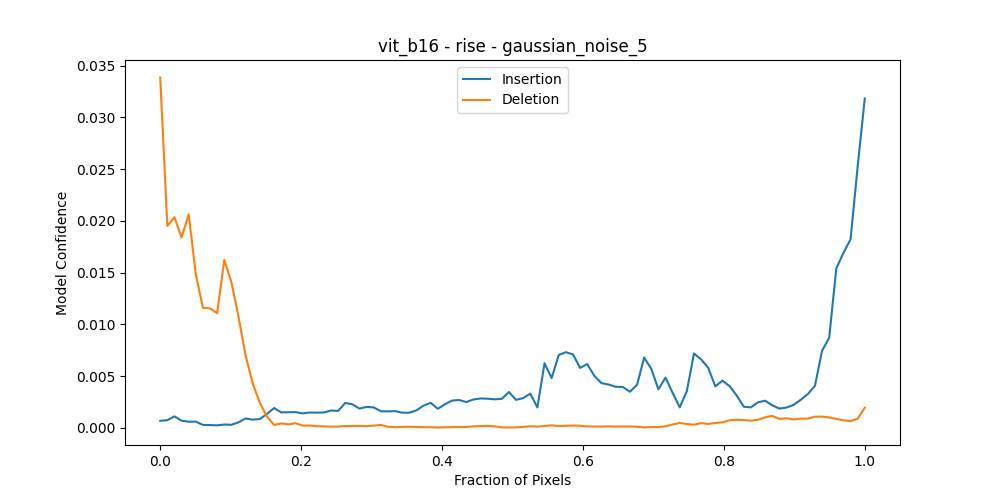 vit_b16 - rise - gaussian_noise_5
Insertion
Deletion
Model Confidence
0.035
0.030
0.025
0.020
0.015
0.010
0.005
0.000
0.0 0.2 0.4 0.6 0.8 1.0
Fraction of Pixels